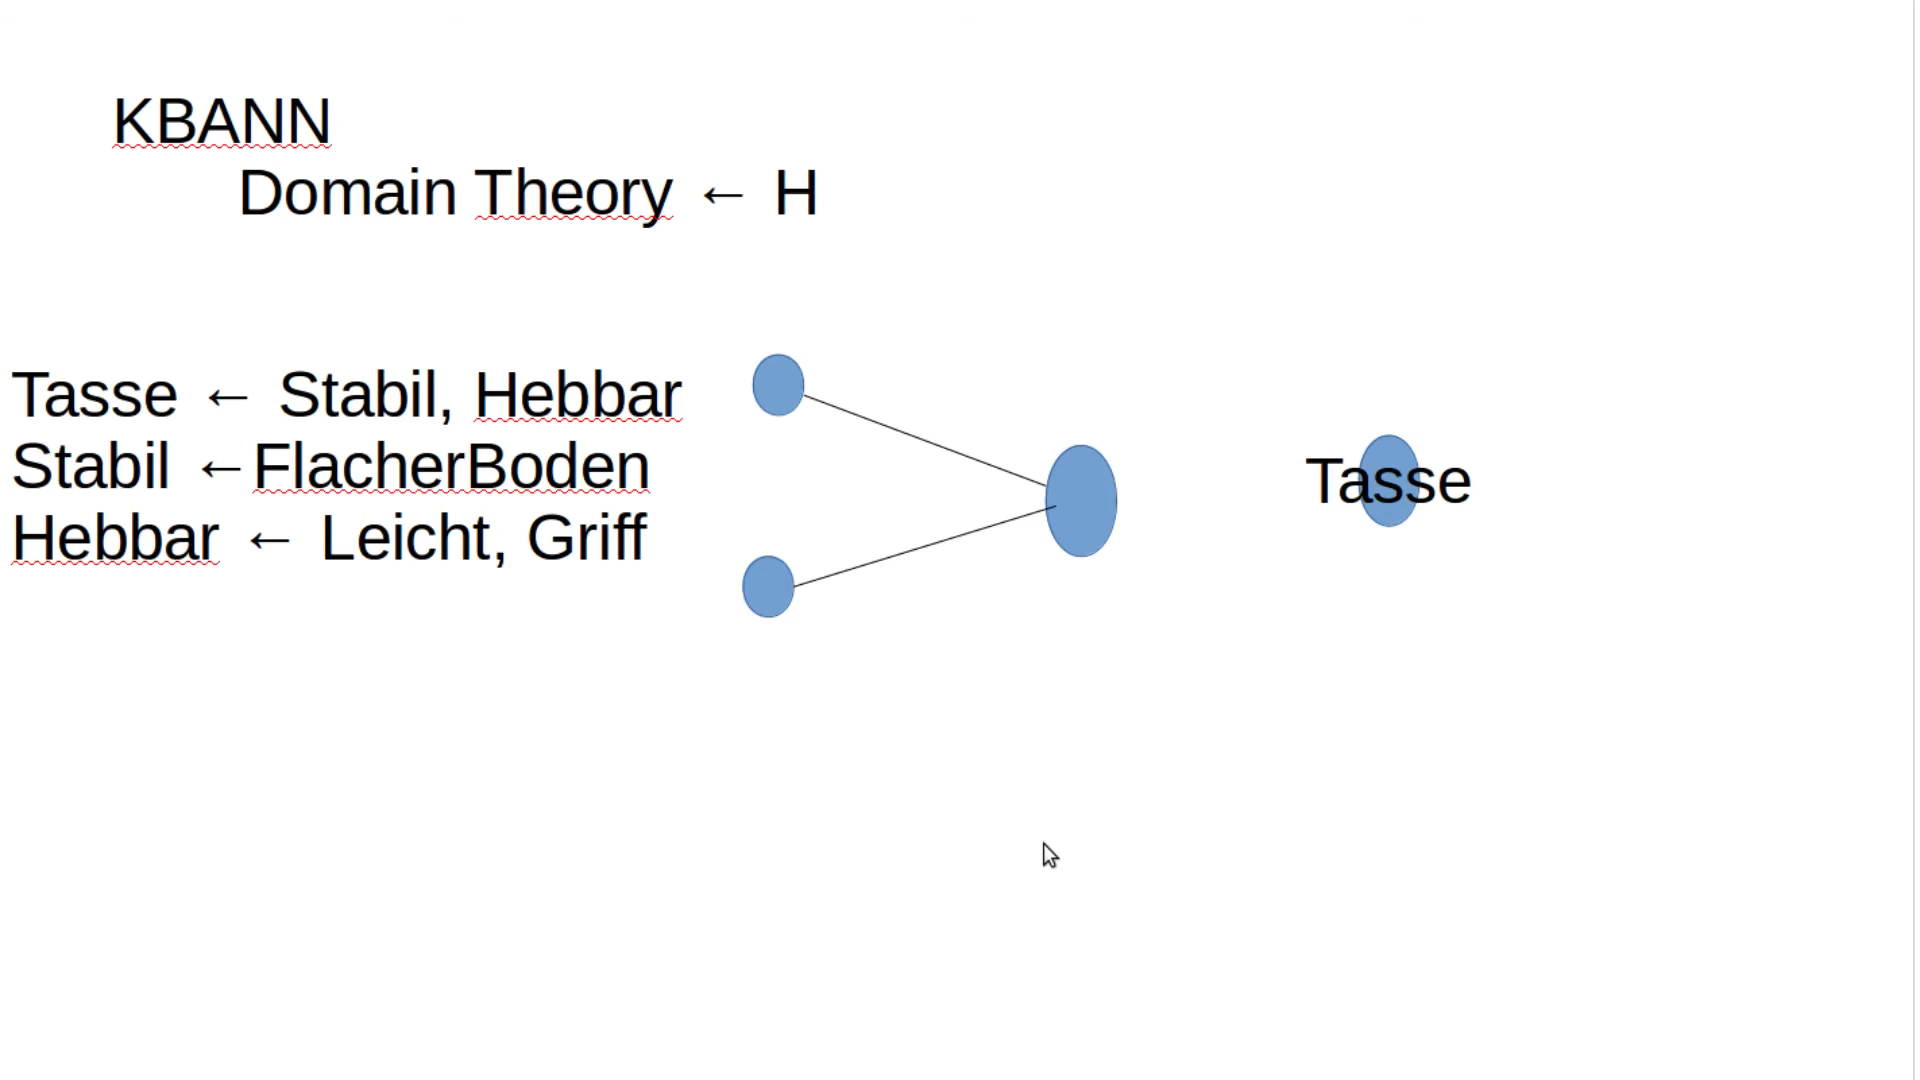 KBANN
Domain Theory ← H
Tasse ← Stabil, Hebbar
Stabil ←FlacherBoden
Hebbar ← Leicht, Griff
Tasse